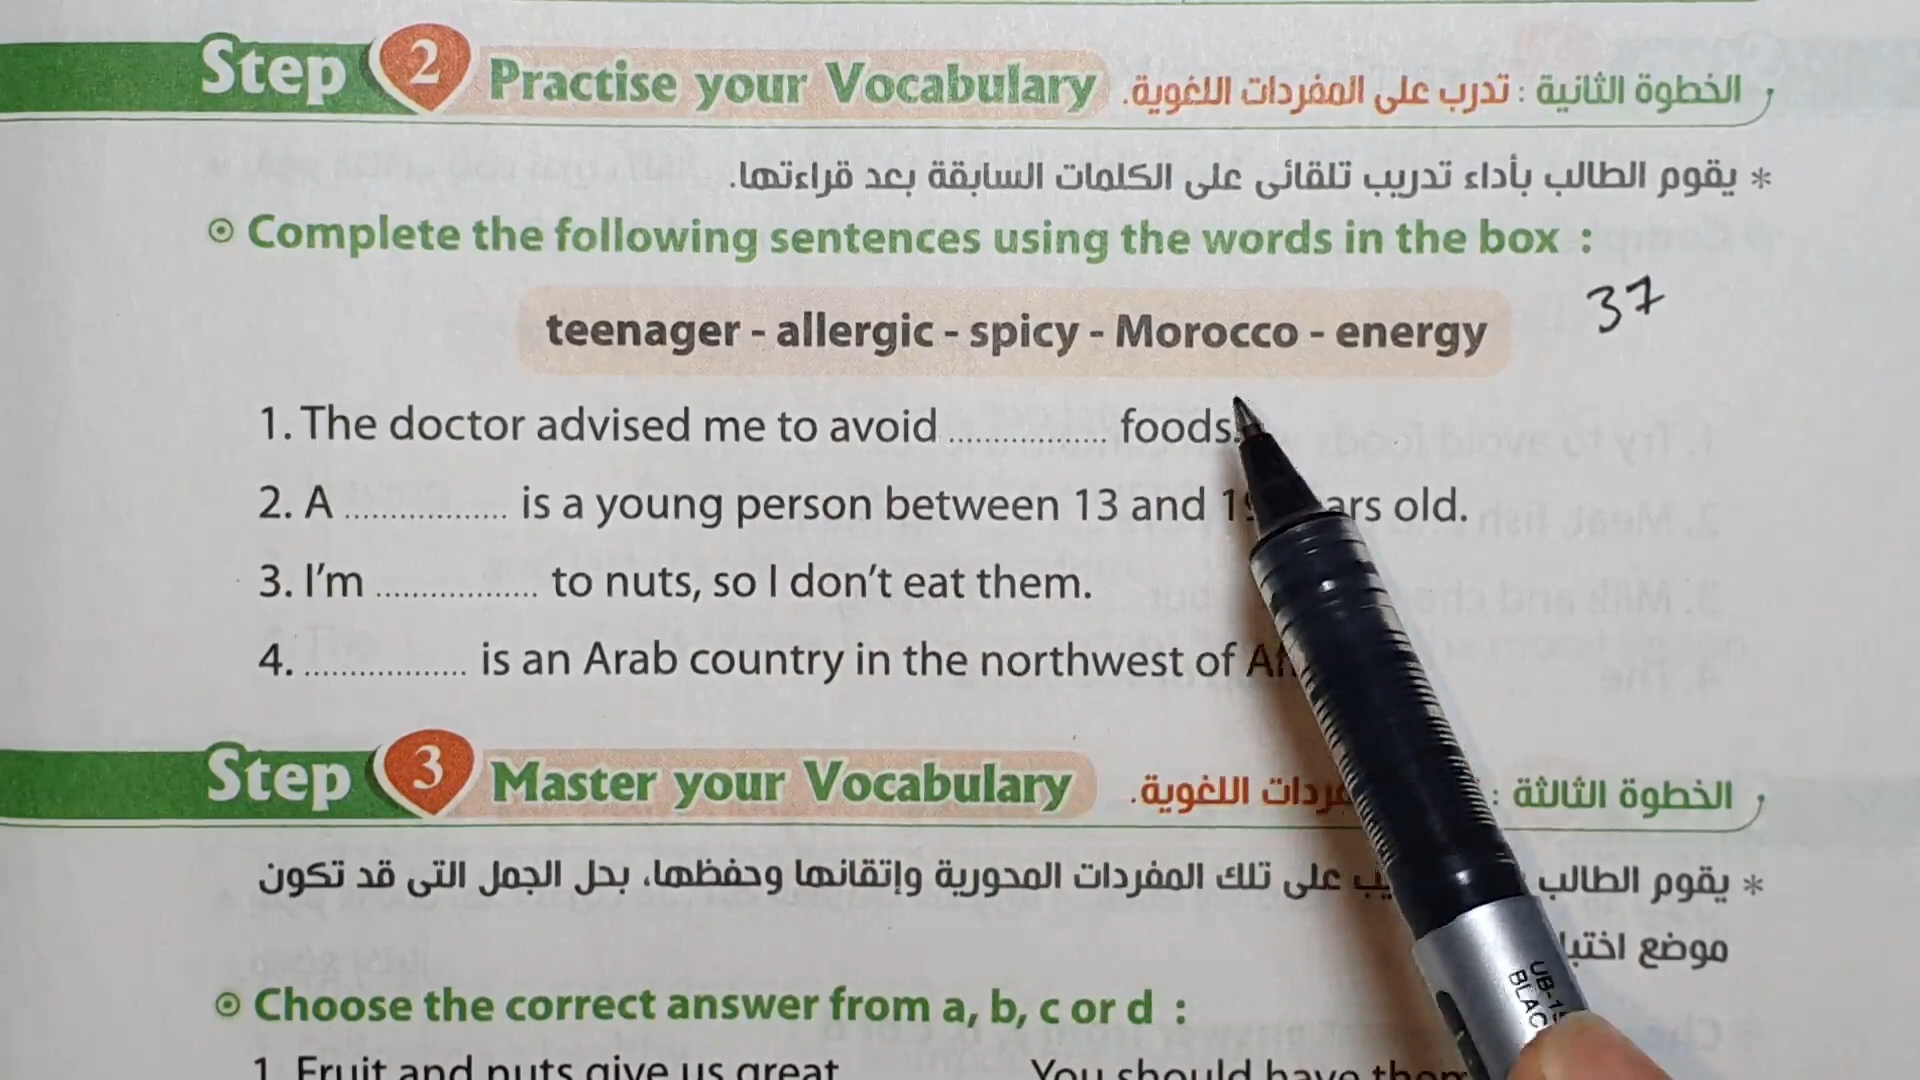 Step 2 Practise your Vocabulary الخطوة الثانية : تدرب على المفردات اللغوية.
* يقوم الطالب بأداء تدريب تلقائى على الكلمات السابقة بعد قراءتها.
Complete the following sentences using the words in the box :
37
teenager - allergic - spicy - Morocco - energy
1. The doctor advised me to avoid .................. foods.
2. A .................. is a young person between 13 and old.
3. I'm .................. to nuts, so I don't eat them.
4. .................. is an Arab country in the northwest of
Step 3 Master your Vocabulary الخطوة الثالثة : اللغوية.
* يقوم الطالب على تلك المفردات المحورية وإتقانها وحفظها، بحل الجمل التى قد تكون
موضع
Choose the correct answer from a, b, c or d :
1. Fruit and nuts give us great You should have them
UB-15
BLAC